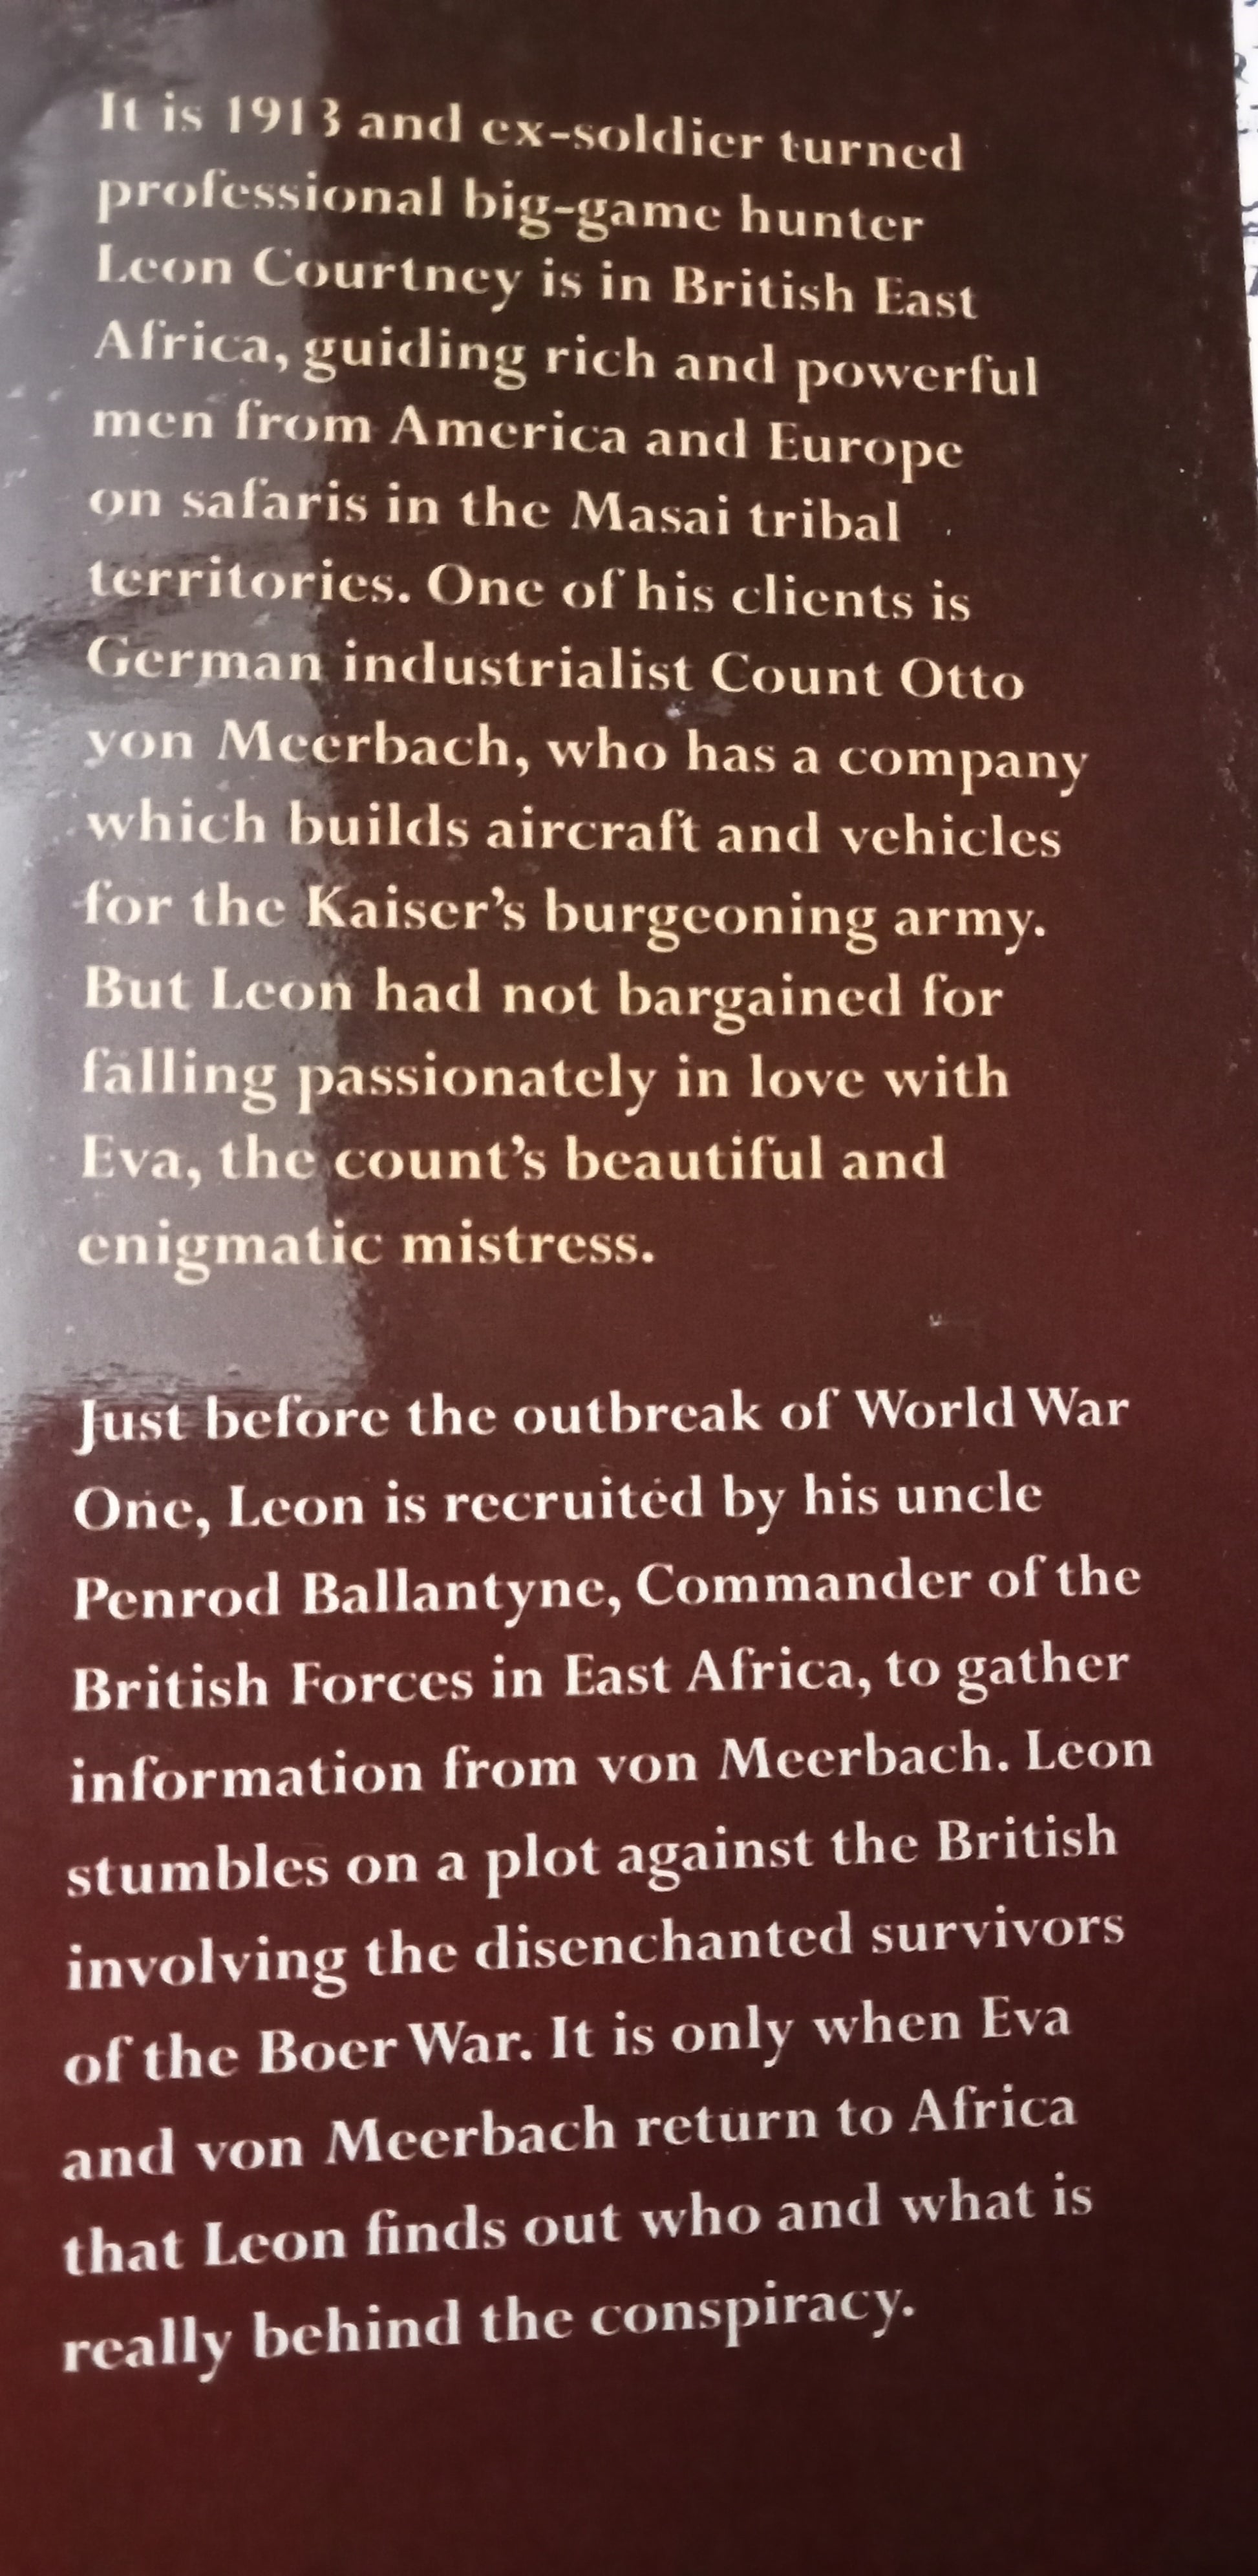 It is 1913 and ex-soldier turned
professional big-game hunter
Leon Courtney is in British East
Africa, guiding rich and powerful
men from America and Europe
on safaris in the Masai tribal
territories. One of his clients is
German industrialist Count Otto
von Meerbach, who has a company
which builds aircraft and vehicles
for the Kaiser's burgeoning army.
But Leon had not bargained for
falling passionately in love with
Eva, the count's beautiful and
enigmatic mistress.
Just before the outbreak of World War
One, Leon is recruited by his uncle
Penrod Ballantyne, Commander of the
British Forces in East Africa, to gather
information from von Meerbach. Leon
stumbles on a plot against the British
involving the disenchanted survivors
of the Boer War. It is only when Eva
and von Meerbach return to Africa
that Leon finds out who and what is
really behind the conspiracy.